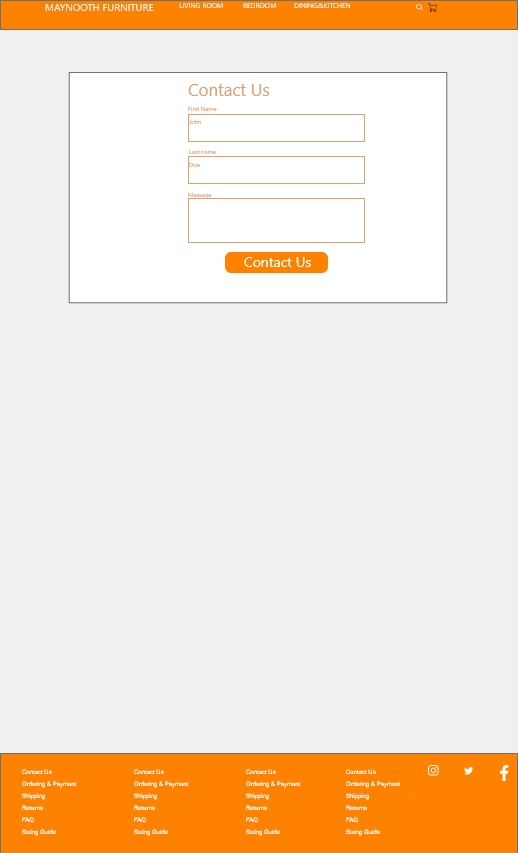 MAYNOOTH FURNITURE LIVING ROOM BEDROOM DINING&KITCHEN
Contact Us
First Name
John
Last name
Doe
Message
Contact Us
Contact Us Contact Us Contact Us Contact Us
Ordering & Payment Ordering & Payment Ordering & Payment Ordering & Payment
Shipping Shipping Shipping Shipping
Returns Returns Returns Returns
FAQ FAQ FAQ FAQ
Sizing Guide Sizing Guide Sizing Guide Sizing Guide